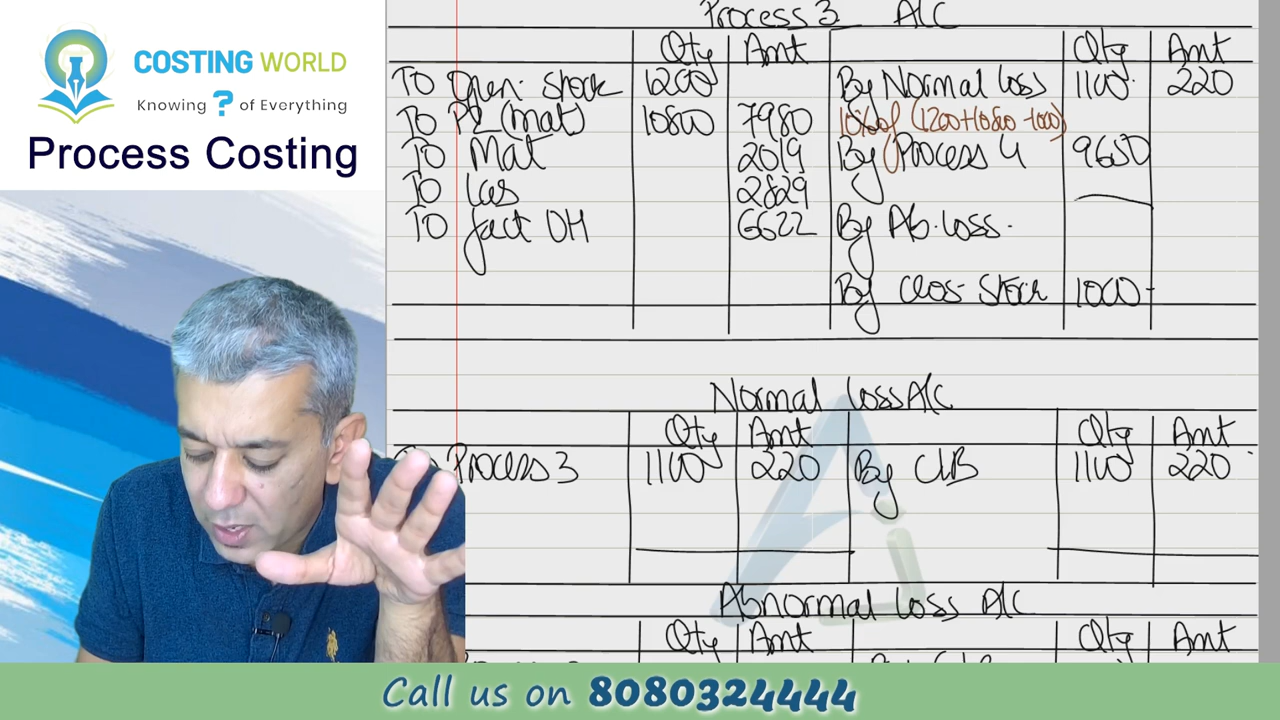 COSTING WORLD
Knowing ? of Everything
Process Costing
Process 3 A/C
Qty Amt Qty Amt
To Open. Stock 1200 By Normal loss 1100 220
To P2 (Mat) 10800 7980 10% of (1200+10800-1000)
To Mat 2019 By Process 4 9650
To Lab 2829
To fact OH 6622 By Ab. loss.
By Clos- Stock 1000
Normal loss A/c
Qty Amt Qty Amt
Process 3 1100 220 By C/B 1100 220
Abnormal loss A/c
Qty Amt Qty Amt
Call us on 8080324444